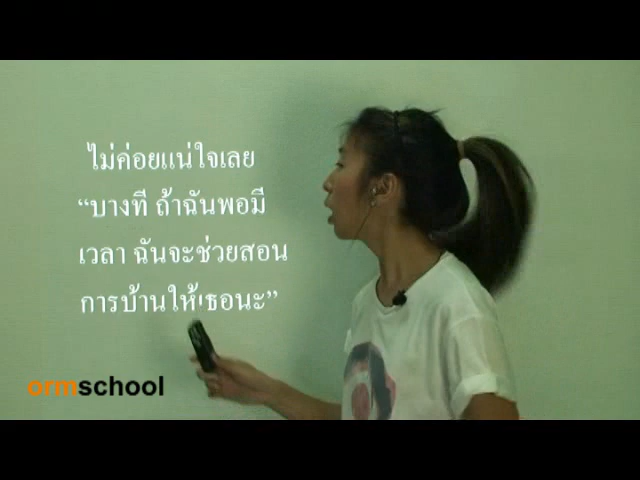 ไม่ค่อยแน่ใจเลย
“บางที ถ้าฉันพอมี
เวลา ฉันจะช่วยสอน
การบ้านให้เธอนะ”
ormschool